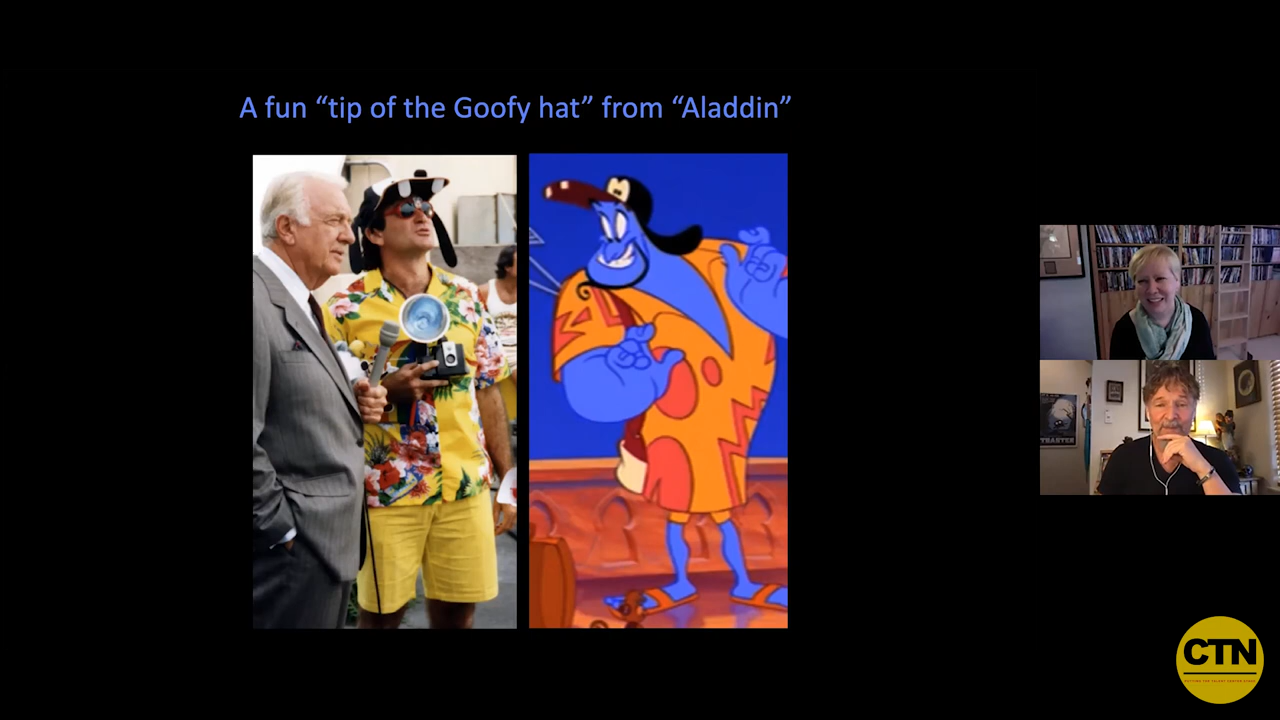 A fun “tip of the Goofy hat” from “Aladdin”
CTN